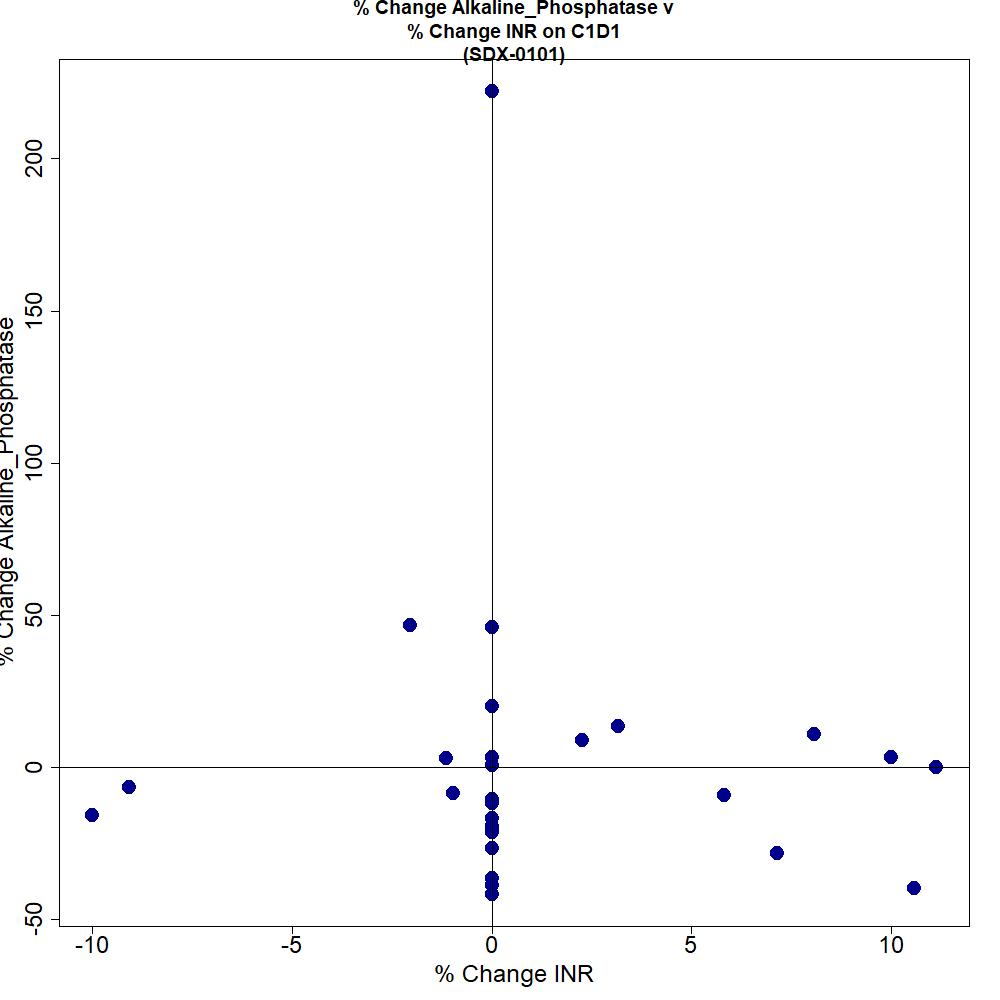 % Change Alkaline_Phosphatase v
% Change INR on C1D1
(SDX-0101)
% Change Alkaline_Phosphatase
200
150
100
50
0
-50
-10
-5
0
5
10
% Change INR